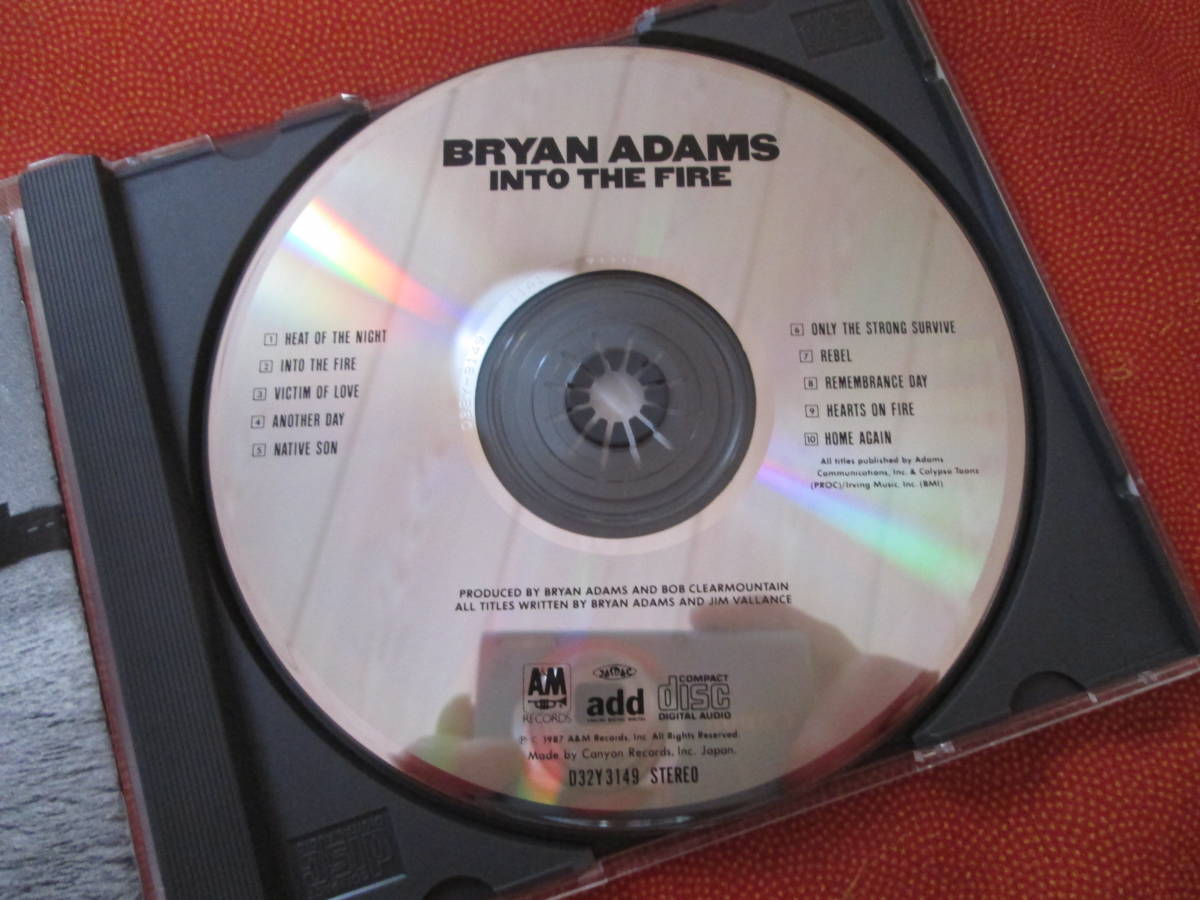 BRYAN ADAMS
INTO THE FIRE
1 HEAT OF THE NIGHT
2 INTO THE FIRE
3 VICTIM OF LOVE
4 ANOTHER DAY
5 NATIVE SON
6 ONLY THE STRONG SURVIVE
7 REBEL
8 REMEMBRANCE DAY
9 HEARTS ON FIRE
10 HOME AGAIN
All titles published by Adams
Communications, Inc. & Calypso Toonz
(PROC)/Irving Music, Inc. (BMI)
D32Y-3149
PRODUCED BY BRYAN ADAMS AND BOB CLEARMOUNTAIN
ALL TITLES WRITTEN BY BRYAN ADAMS AND JIM VALLANCE
A&M
RECORDS
JASRAC
add
COMPACT
disc
DIGITAL AUDIO
℗ © 1987 A&M Records, Inc. All Rights Reserved.
Made by Canyon Records, Inc. Japan.
D32Y3149 STEREO